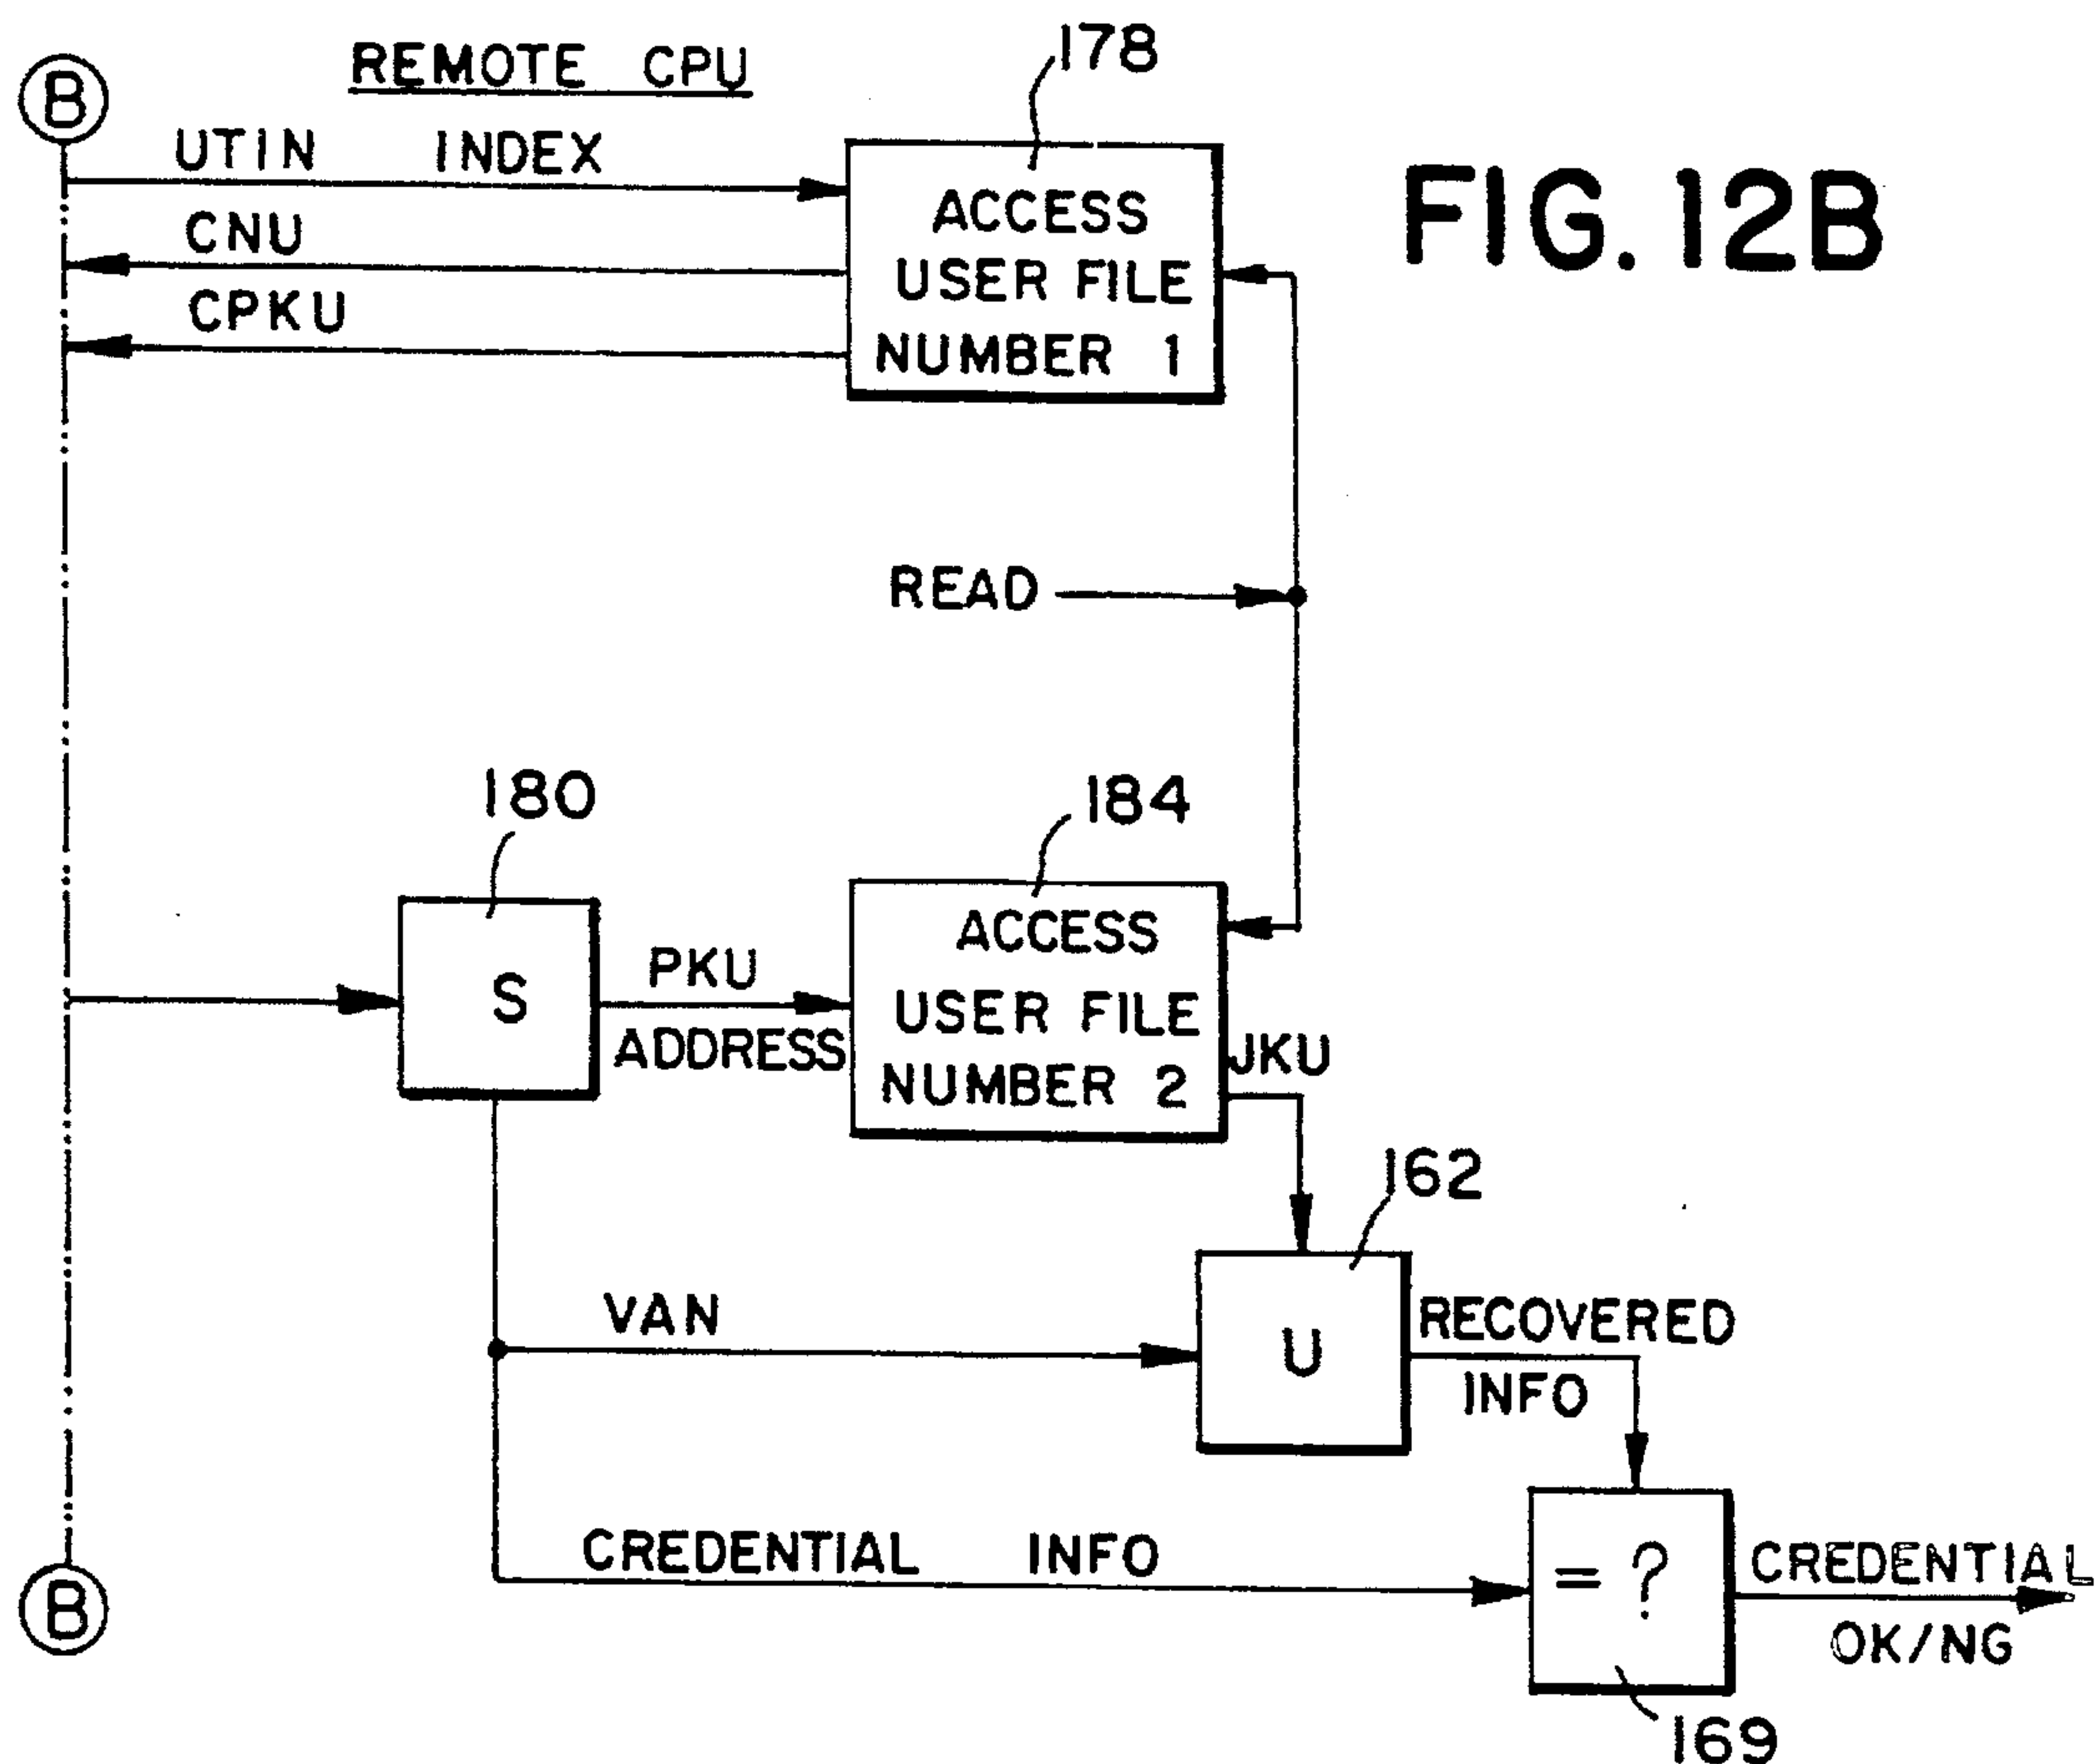 B
REMOTE CPU
178
FIG. 12B
UTIN INDEX
CNU
CPKU
ACCESS
USER FILE
NUMBER 1
READ
180
184
S
PKU
ADDRESS
ACCESS
USER FILE
NUMBER 2
JKU
162
VAN
U
RECOVERED
INFO
CREDENTIAL INFO
= ?
CREDENTIAL
OK/NG
B
169